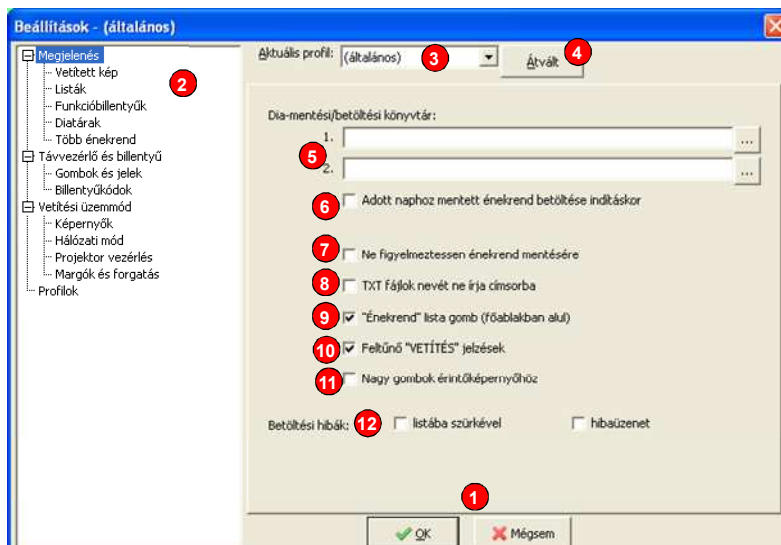 Beállítások - (általános)
Megjelenés
Vetített kép
Listák
Funkcióbillentyűk
Diatárak
Több énekrend
Távvezérlő és billentyű
Gombok és jelek
Billentyűkódok
Vetítési üzemmód
Képernyők
Hálózati mód
Projektor vezérlés
Margók és forgatás
Profilok
2
Aktuális profil: (általános) 3 Átvált 4
Dia-mentési/betöltési könyvtár:
1. ...
5
2. ...
6 Adott naphoz mentett énekrend betöltése indításkor
7 Ne figyelmeztessen énekrend mentésére
8 TXT fájlok nevét ne írja címsorba
9 "Énekrend" lista gomb (főablakban alul)
10 Feltűnő "VETÍTÉS" jelzések
11 Nagy gombok érintőképernyőhöz
Betöltési hibák: 12 listába szürkével hibaüzenet
1
OK Mégsem